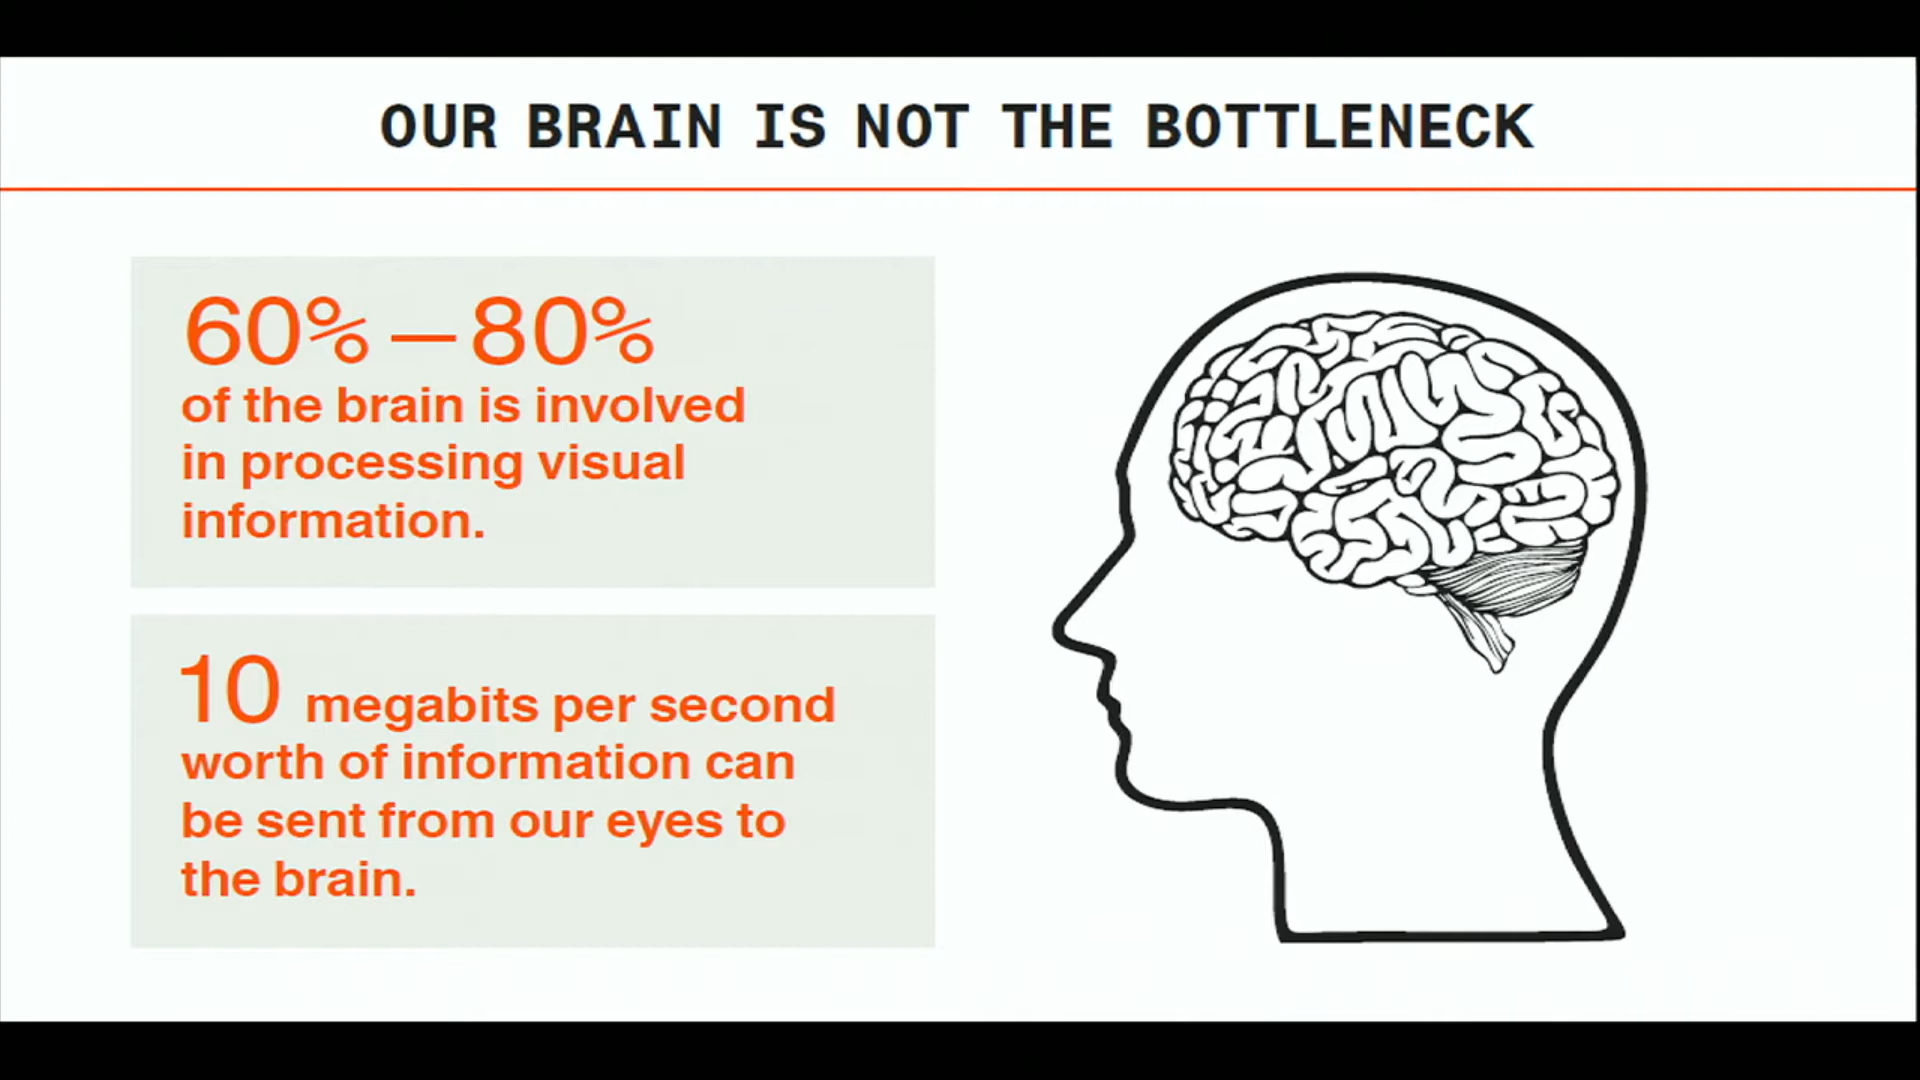 OUR BRAIN IS NOT THE BOTTLENECK
60% – 80%
of the brain is involved
in processing visual
information.
10 megabits per second
worth of information can
be sent from our eyes to
the brain.